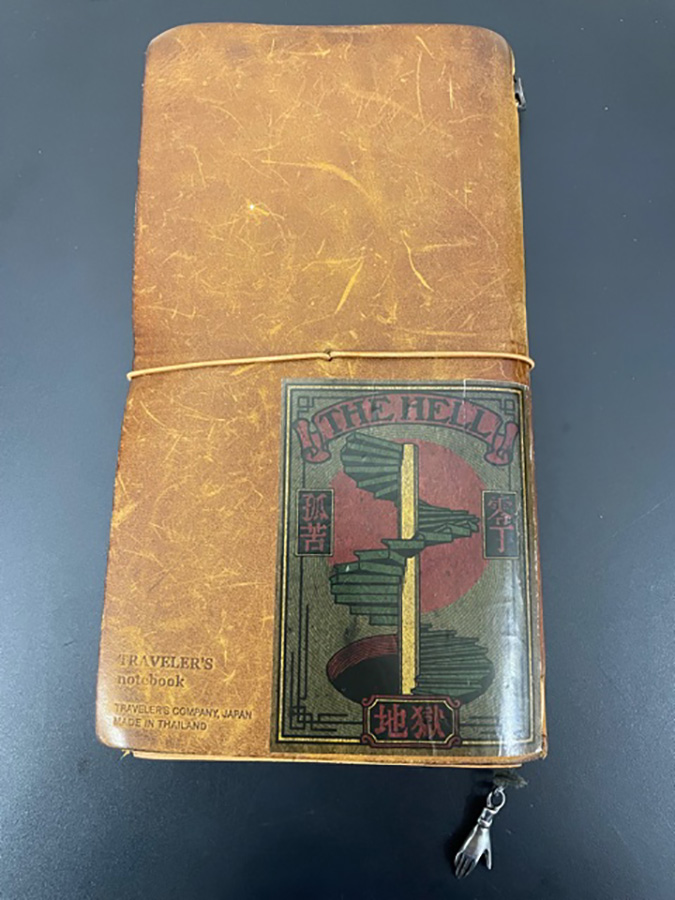 THE HELL
孤苦
零丁
地獄
TRAVELER'S
notebook
TRAVELER'S COMPANY, JAPAN
MADE IN THAILAND